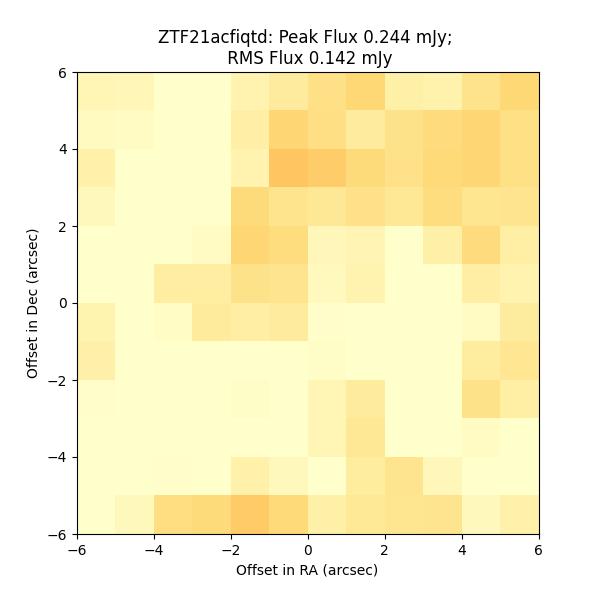 ZTF21acfiqtd: Peak Flux 0.244 mJy;
RMS Flux 0.142 mJy
6
4
2
0
−2
−4
−6
Offset in Dec (arcsec)
−6 −4 −2 0 2 4 6
Offset in RA (arcsec)